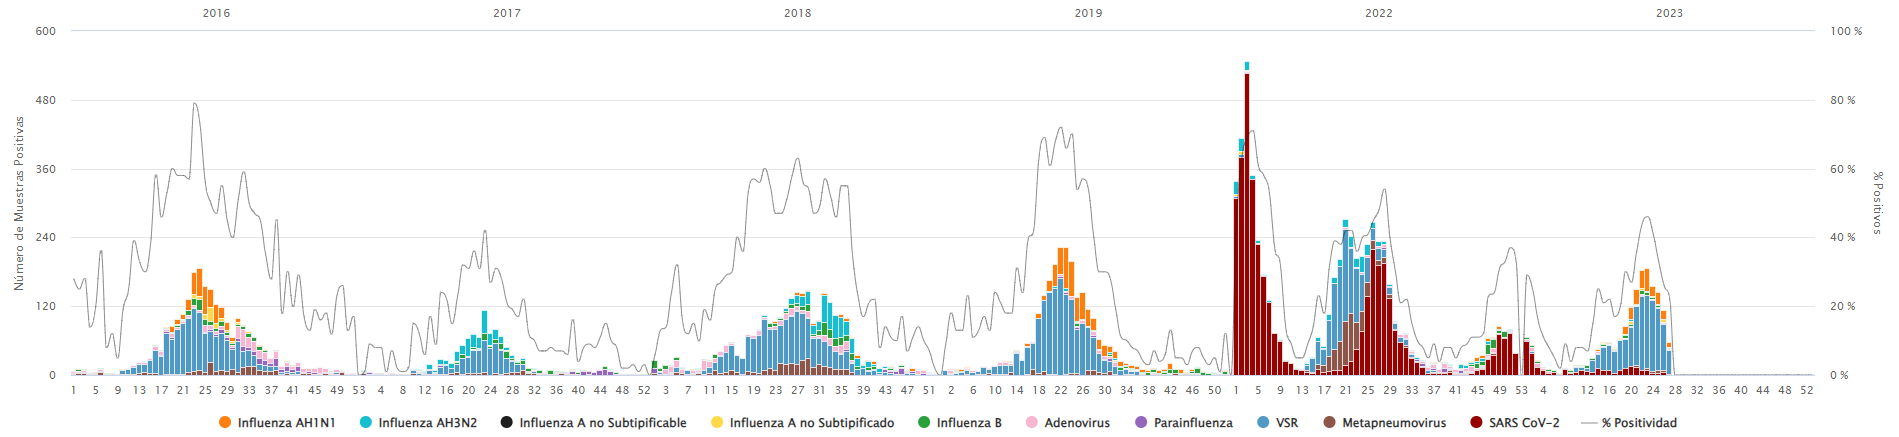 2016 2017 2018 2019 2022 2023
600 100 %
480 80 %
360 60 %
240 40 %
120 20 %
0 0 %
Número de Muestras Positivas
% Positivos
1 5 9 13 17 21 25 29 33 37 41 45 49 53 4 8 12 16 20 24 28 32 36 40 44 48 52 3 7 11 15 19 23 27 31 35 39 43 47 51 2 6 10 14 18 22 26 30 34 38 42 46 50 1 5 9 13 17 21 25 29 33 37 41 45 49 53 4 8 12 16 20 24 28 32 36 40 44 48 52
Influenza AH1N1 Influenza AH3N2 Influenza A no Subtipificable Influenza A no Subtipificado Influenza B Adenovirus Parainfluenza VSR Metapneumovirus SARS CoV-2 % Positividad